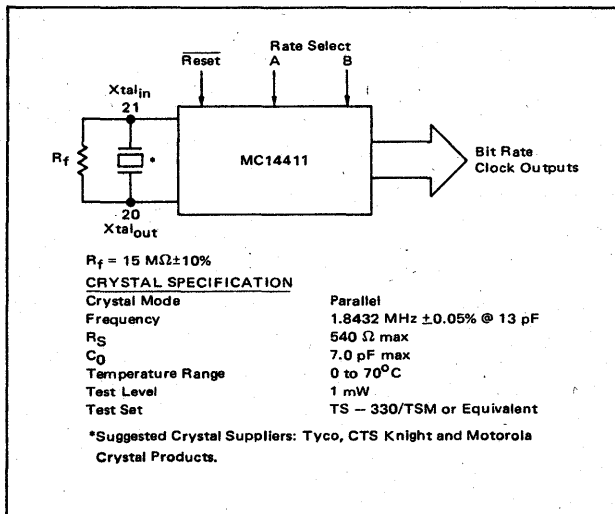 Rate Select
Reset A B
Xtalin
21
Rf
*
MC14411
Bit Rate
Clock Outputs
20
Xtalout
Rf = 15 MΩ±10%
CRYSTAL SPECIFICATION
Crystal Mode Parallel
Frequency 1.8432 MHz ±0.05% @ 13 pF
RS 540 Ω max
C0 7.0 pF max
Temperature Range 0 to 70°C
Test Level 1 mW
Test Set TS – 330/TSM or Equivalent
*Suggested Crystal Suppliers: Tyco, CTS Knight and Motorola
Crystal Products.